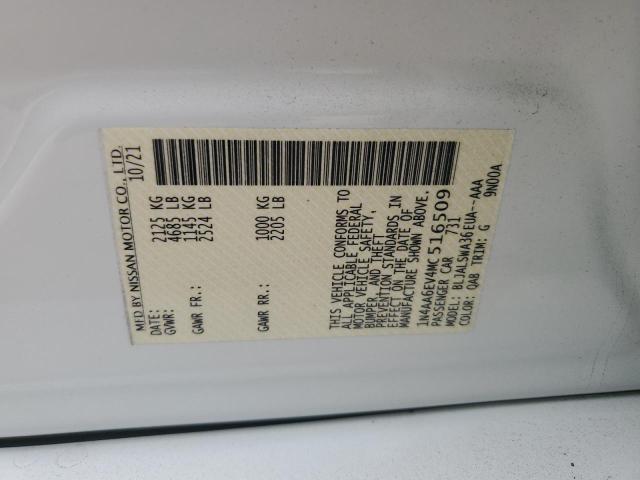 MFD BY NISSAN MOTOR CO., LTD.
DATE: 10/21
GVWR: 2125 KG
4685 LB
GAWR FR.: 1145 KG
2524 LB
GAWR RR.: 1000 KG
2205 LB
THIS VEHICLE CONFORMS TO
ALL APPLICABLE FEDERAL
MOTOR VEHICLE SAFETY,
BUMPER, AND THEFT
PREVENTION STANDARDS IN
EFFECT ON THE DATE OF
MANUFACTURE SHOWN ABOVE.
1N4AA6EV4MC 516509
PASSENGER CAR 731
MODEL: BLJALSWA36EUA--AAA
COLOR: QAB TRIM: G 9N00A